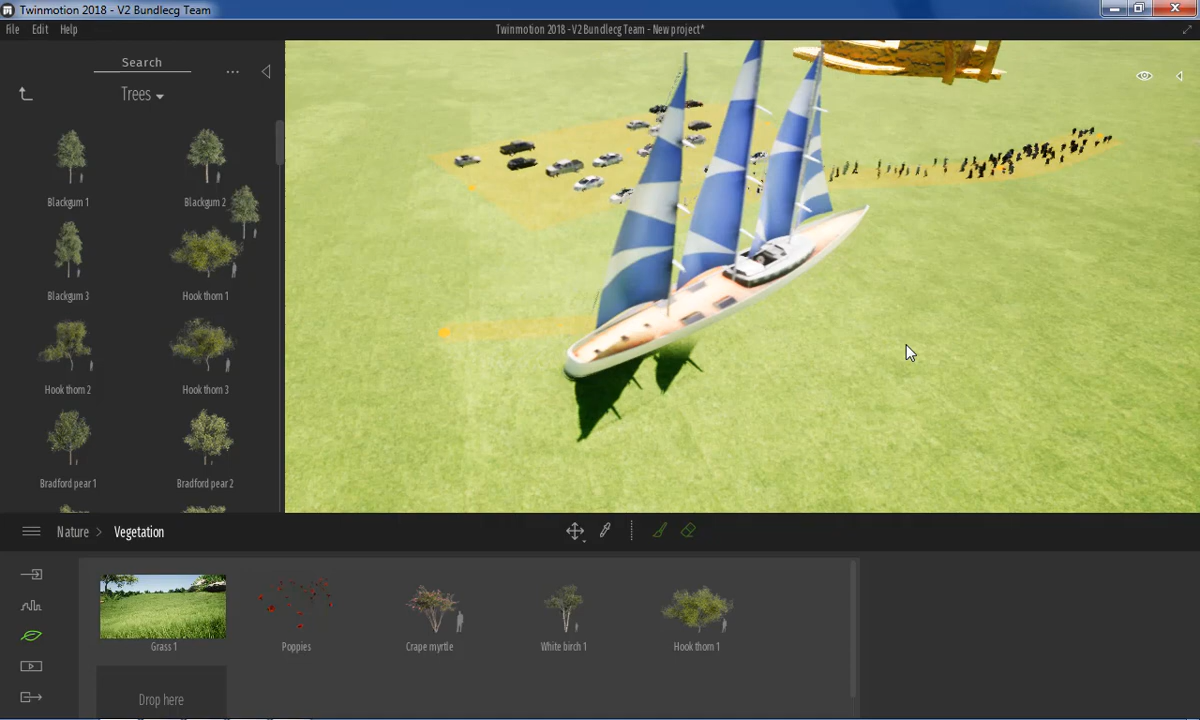 Twinmotion 2018 - V2 Bundlecg Team
File Edit Help
Twinmotion 2018 - V2 Bundlecg Team - New project*
Search
...
Trees
Blackgum 1
Blackgum 2
Blackgum 3
Hook thorn 1
Hook thorn 2
Hook thorn 3
Bradford pear 1
Bradford pear 2
Nature > Vegetation
Grass 1
Poppies
Crape myrtle
White birch 1
Hook thorn 1
Drop here